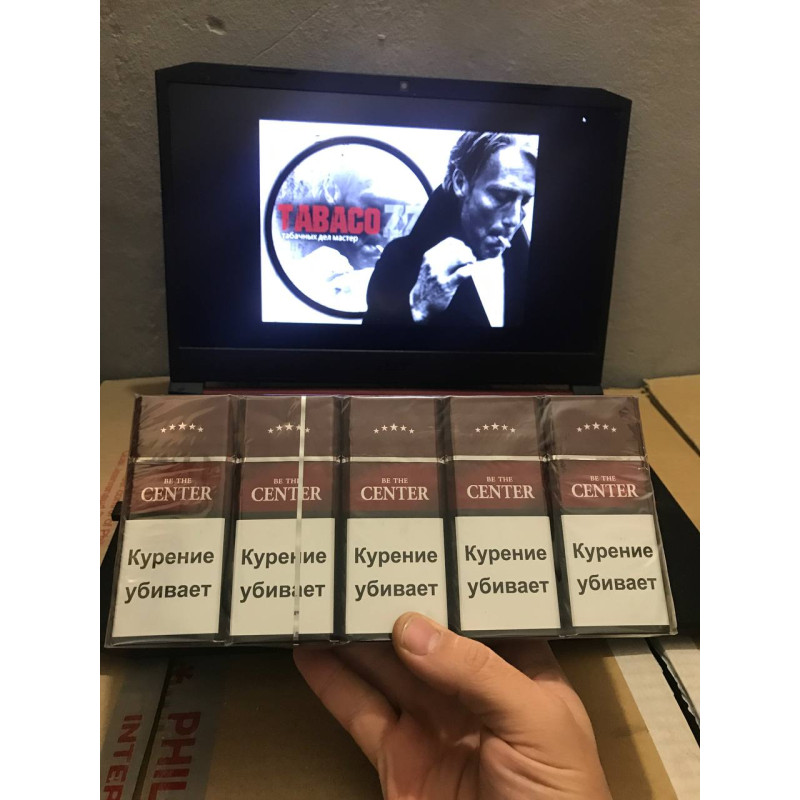 TABACO77
табачных дел мастер
BE THE
CENTER
BE THE
CENTER
BE THE
CENTER
BE THE
CENTER
BE THE
CENTER
Курение
убивает
Курение
убивает
Курение
убивает
Курение
убивает
Курение
убивает
PHIL
INTER